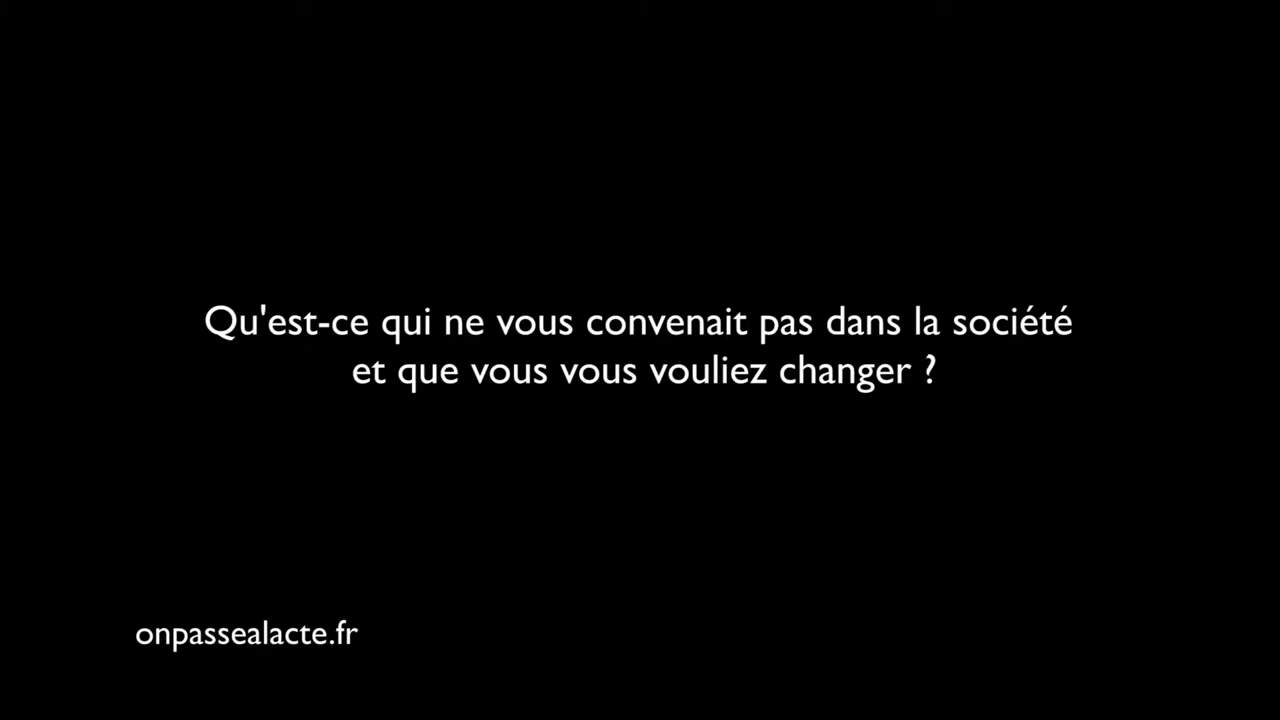 Qu'est-ce qui ne vous convenait pas dans la société
et que vous vous vouliez changer ?
onpassealacte.fr